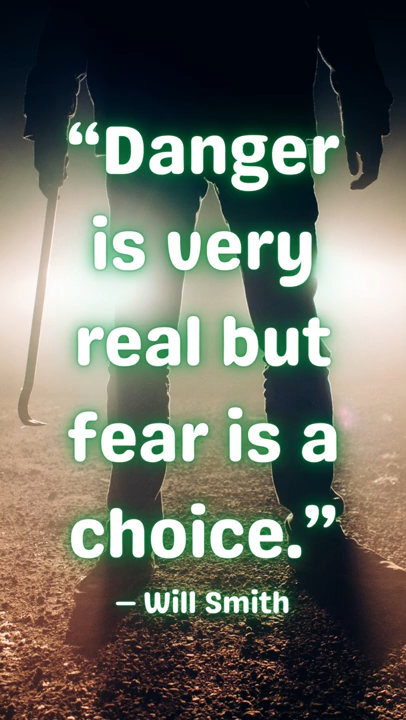 “Danger
is very
real but
fear is a
choice.”
– Will Smith